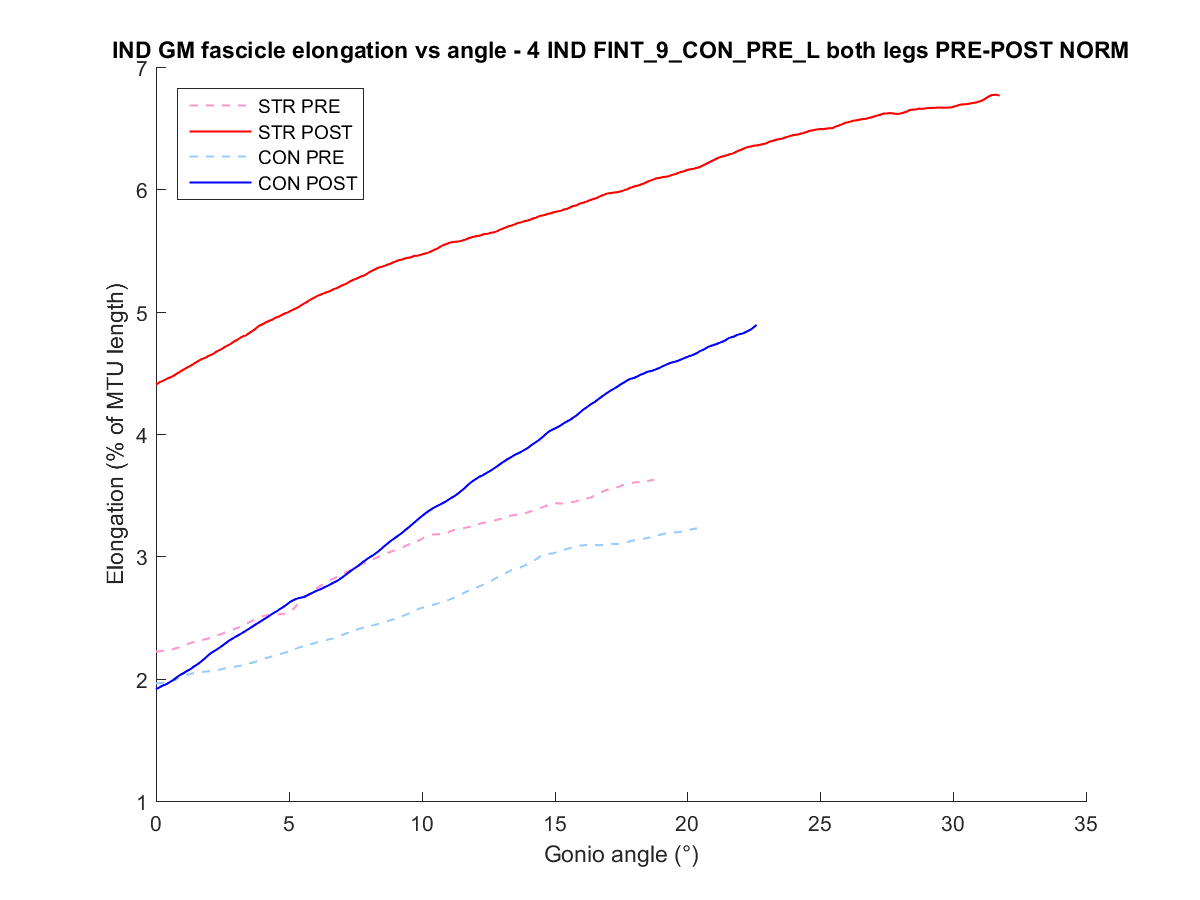 IND GM fascicle elongation vs angle - 4 IND FINT_9_CON_PRE_L both legs PRE-POST NORM
STR PRE
STR POST
CON PRE
CON POST
Elongation (% of MTU length)
7
6
5
4
3
2
1
0 5 10 15 20 25 30 35
Gonio angle (°)